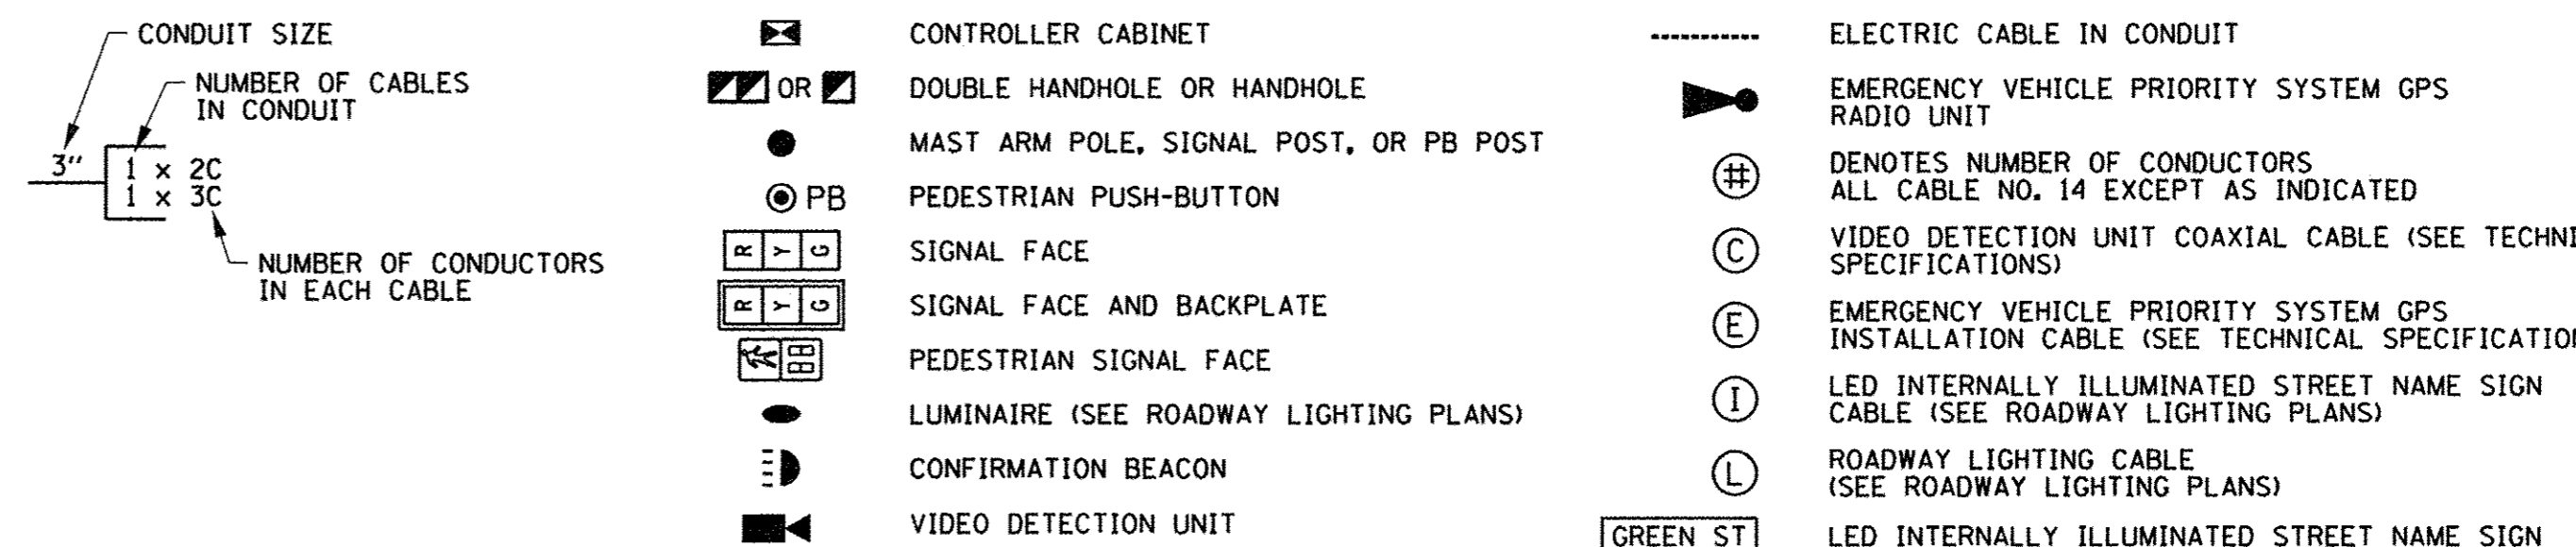 CONDUIT SIZE
NUMBER OF CABLES
IN CONDUIT
3"
1 x 2C
1 x 3C
NUMBER OF CONDUCTORS
IN EACH CABLE
CONTROLLER CABINET
OR
DOUBLE HANDHOLE OR HANDHOLE
MAST ARM POLE, SIGNAL POST, OR PB POST
PB
PEDESTRIAN PUSH-BUTTON
R Y G
SIGNAL FACE
R Y G
SIGNAL FACE AND BACKPLATE
PEDESTRIAN SIGNAL FACE
LUMINAIRE (SEE ROADWAY LIGHTING PLANS)
CONFIRMATION BEACON
VIDEO DETECTION UNIT
ELECTRIC CABLE IN CONDUIT
EMERGENCY VEHICLE PRIORITY SYSTEM GPS
RADIO UNIT
#
DENOTES NUMBER OF CONDUCTORS
ALL CABLE NO. 14 EXCEPT AS INDICATED
C
VIDEO DETECTION UNIT COAXIAL CABLE (SEE TECHNI
SPECIFICATIONS)
E
EMERGENCY VEHICLE PRIORITY SYSTEM GPS
INSTALLATION CABLE (SEE TECHNICAL SPECIFICATIO
I
LED INTERNALLY ILLUMINATED STREET NAME SIGN
CABLE (SEE ROADWAY LIGHTING PLANS)
L
ROADWAY LIGHTING CABLE
(SEE ROADWAY LIGHTING PLANS)
GREEN ST
LED INTERNALLY ILLUMINATED STREET NAME SIGN